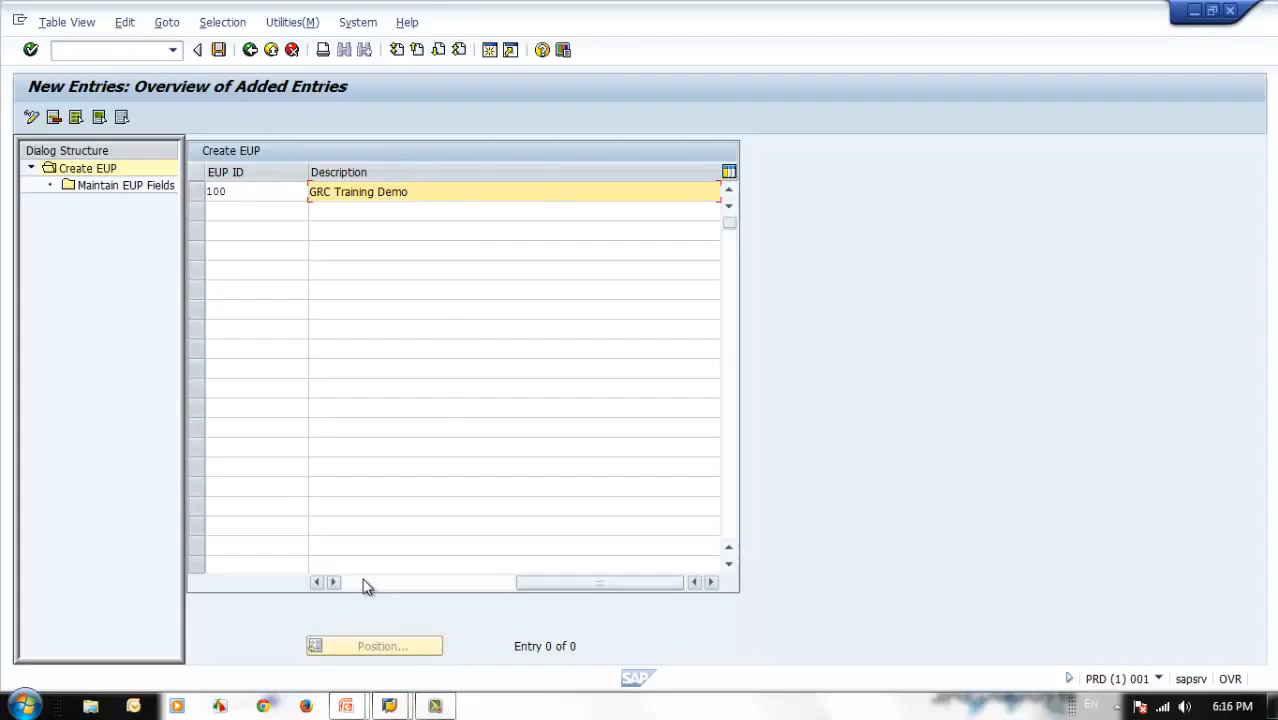 Table View Edit Goto Selection Utilities(M) System Help
New Entries: Overview of Added Entries
Dialog Structure
Create EUP
Maintain EUP Fields
Create EUP
EUP ID Description
100 GRC Training Demo
Position... Entry 0 of 0
SAP PRD (1) 001 sapsrv OVR
EN 6:16 PM